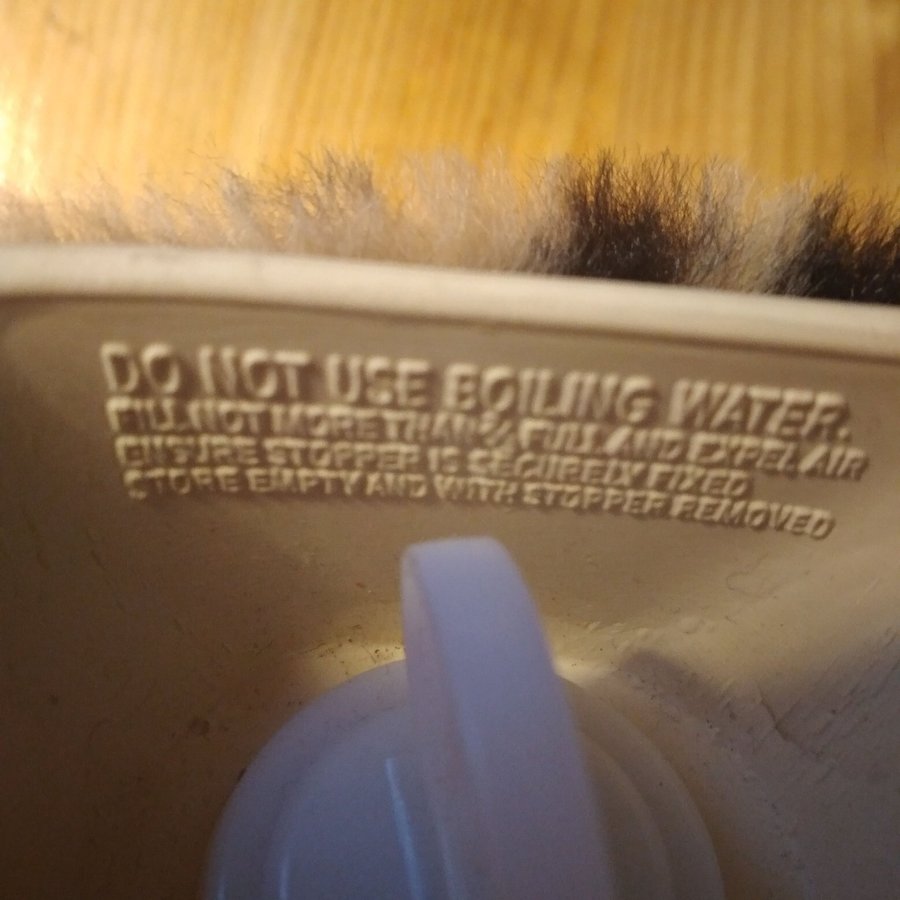 DO NOT USE BOILING WATER.
FILL NOT MORE THAN ⅔ FULL AND EXPEL AIR
ENSURE STOPPER IS SECURELY FIXED
STORE EMPTY AND WITH STOPPER REMOVED